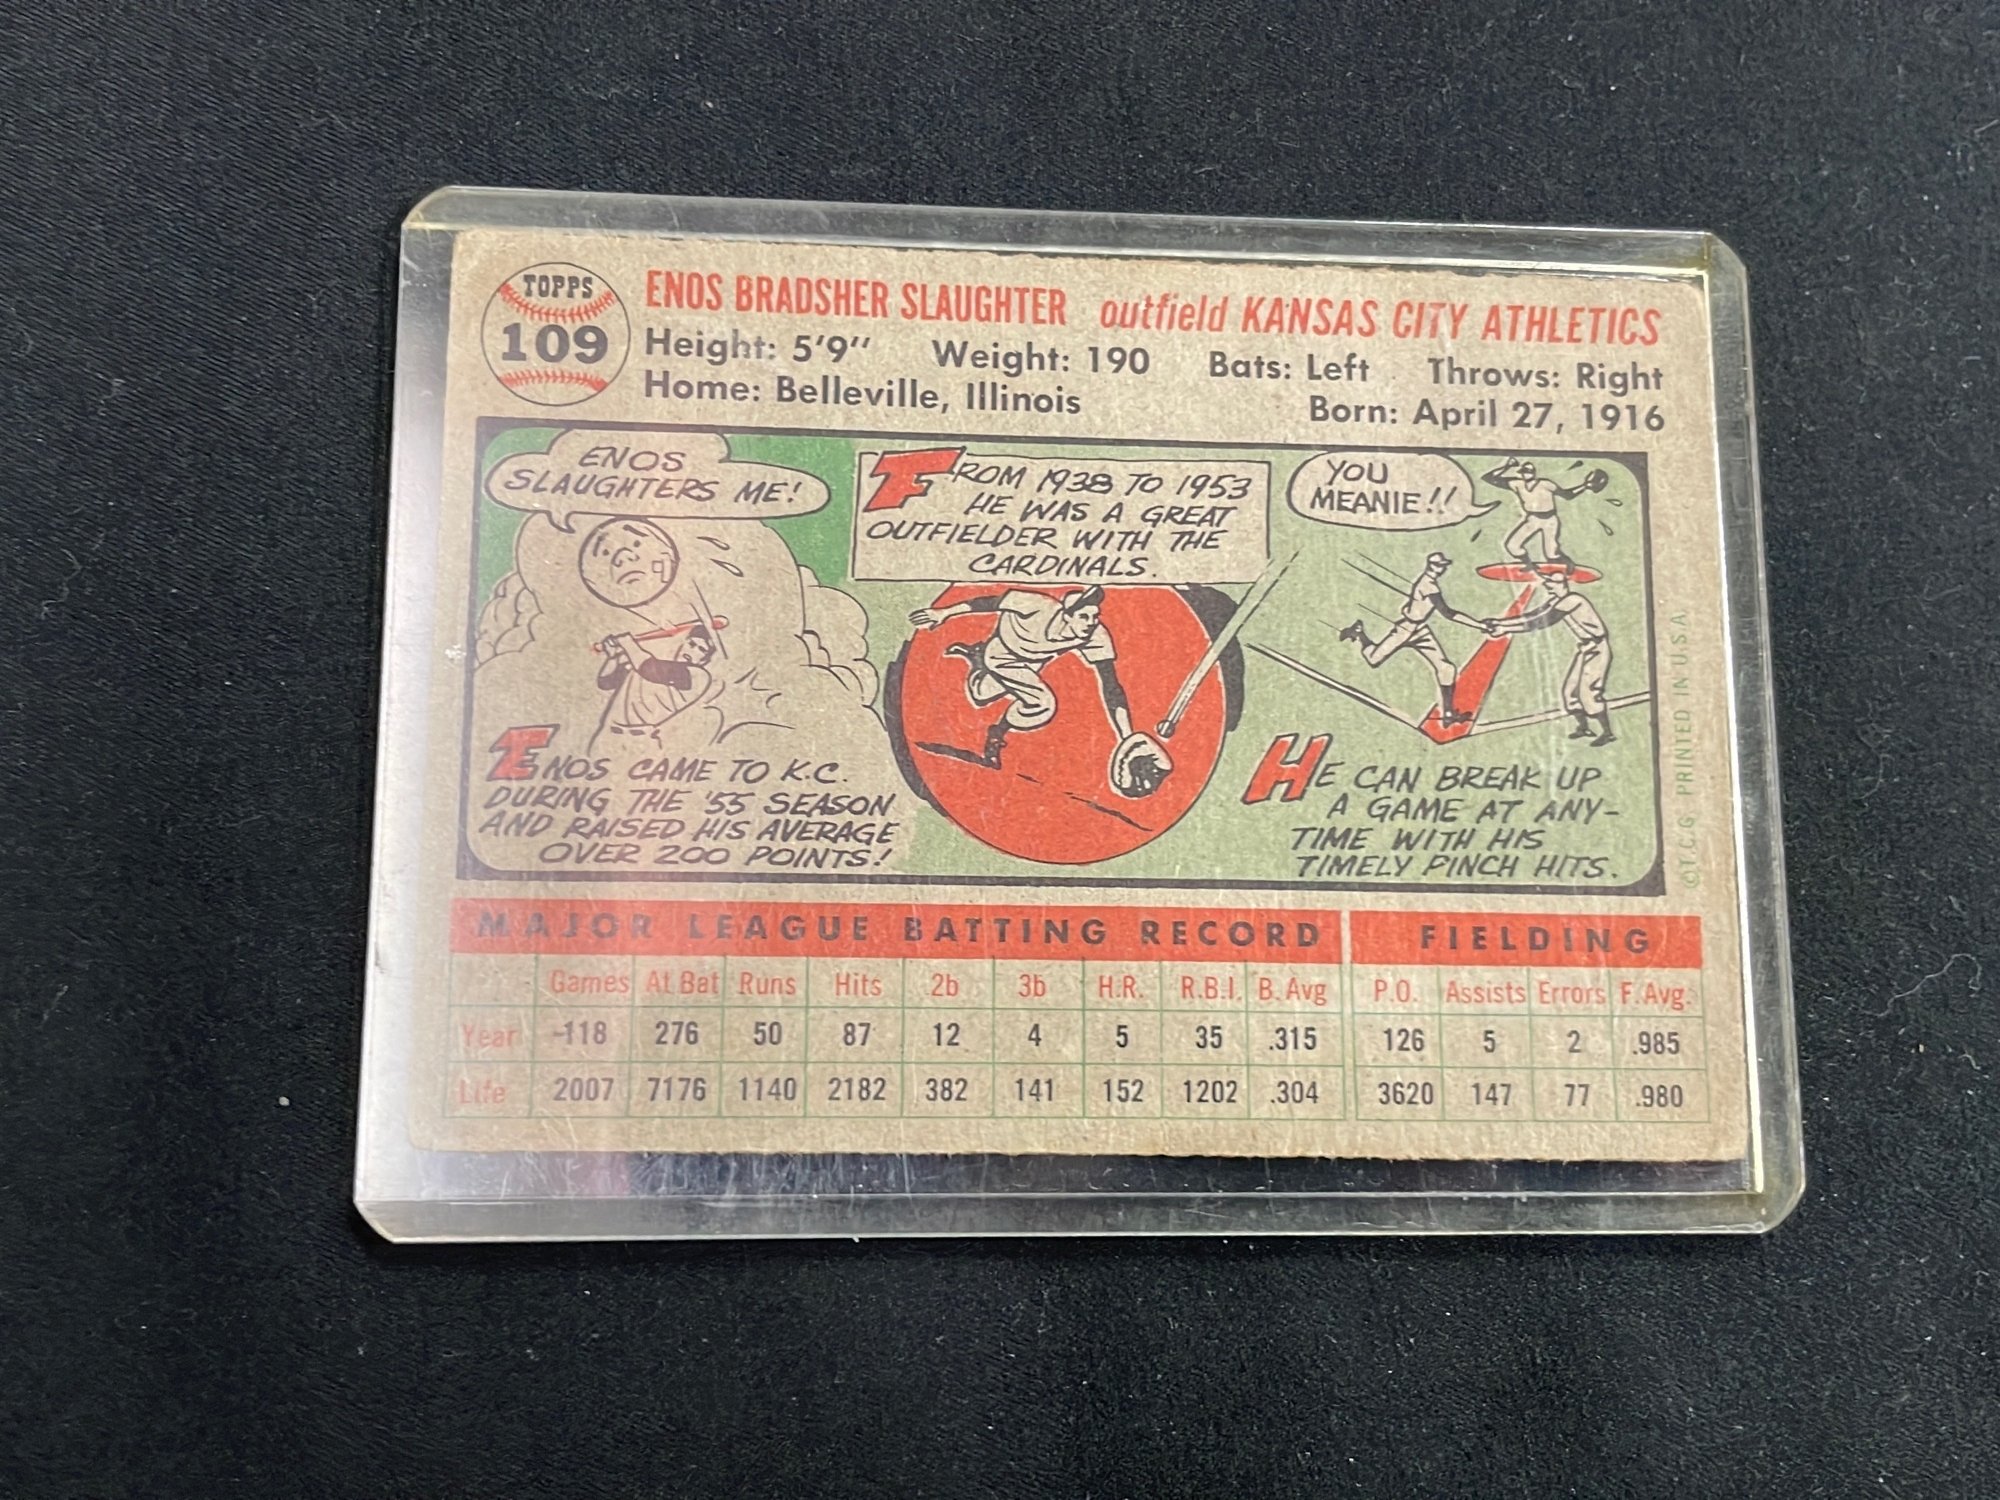 TOPPS
109
ENOS BRADSHER SLAUGHTER outfield KANSAS CITY ATHLETICS
Height: 5'9" Weight: 190 Bats: Left Throws: Right
Home: Belleville, Illinois Born: April 27, 1916
ENOS
SLAUGHTERS ME!
ENOS CAME TO K.C.
DURING THE '55 SEASON
AND RAISED HIS AVERAGE
OVER 200 POINTS!
FROM 1938 TO 1953
HE WAS A GREAT
OUTFIELDER WITH THE
CARDINALS.
YOU
MEANIE!!
HE CAN BREAK UP
A GAME AT ANY-
TIME WITH HIS
TIMELY PINCH HITS.
©T.C.G. PRINTED IN U.S.A.
MAJOR LEAGUE BATTING RECORD FIELDING
Games At Bat Runs Hits 2b 3b H.R. R.B.I. B. Avg P.O. Assists Errors F. Avg.
Year -118 276 50 87 12 4 5 35 .315 126 5 2 .985
Life 2007 7176 1140 2182 382 141 152 1202 .304 3620 147 77 .980